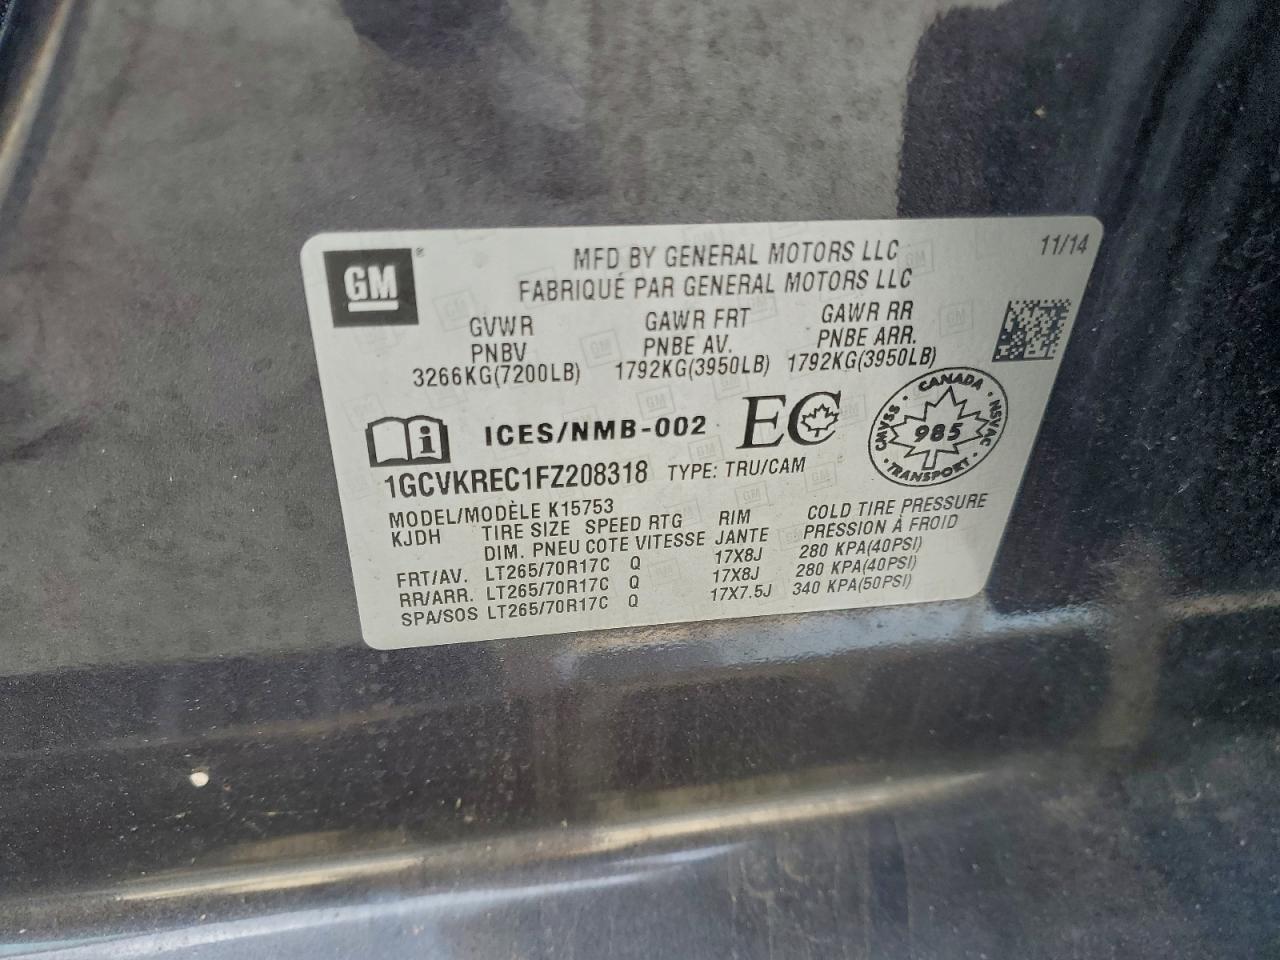 GM
MFD BY GENERAL MOTORS LLC 11/14
FABRIQUÉ PAR GENERAL MOTORS LLC
GVWR GAWR FRT GAWR RR
PNBV PNBE AV. PNBE ARR.
3266KG(7200LB) 1792KG(3950LB) 1792KG(3950LB)
ICES/NMB-002 EC
CANADA CMVSS 985 NSVAC TRANSPORT
1GCVKREC1FZ208318 TYPE: TRU/CAM
MODEL/MODÈLE K15753
KJDH TIRE SIZE SPEED RTG RIM COLD TIRE PRESSURE
DIM. PNEU COTE VITESSE JANTE PRESSION À FROID
FRT/AV. LT265/70R17C Q 17X8J 280 KPA(40PSI)
RR/ARR. LT265/70R17C Q 17X8J 280 KPA(40PSI)
SPA/SOS LT265/70R17C Q 17X7.5J 340 KPA(50PSI)